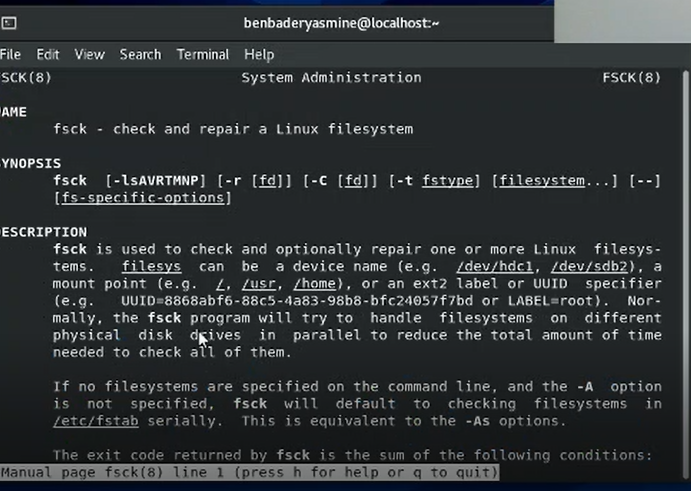 benbaderyasmine@localhost:~
File Edit View Search Terminal Help
SCK(8) System Administration FSCK(8)
AME
fsck - check and repair a Linux filesystem
YNOPSIS
fsck [-lsAVRTMNP] [-r [fd]] [-C [fd]] [-t fstype] [filesystem...] [--]
[fs-specific-options]
ESCRIPTION
fsck is used to check and optionally repair one or more Linux filesys-
tems. filesys can be a device name (e.g. /dev/hdc1, /dev/sdb2), a
mount point (e.g. /, /usr, /home), or an ext2 label or UUID specifier
(e.g. UUID=8868abf6-88c5-4a83-98b8-bfc24057f7bd or LABEL=root). Nor-
mally, the fsck program will try to handle filesystems on different
physical disk drives in parallel to reduce the total amount of time
needed to check all of them.
If no filesystems are specified on the command line, and the -A option
is not specified, fsck will default to checking filesystems in
/etc/fstab serially. This is equivalent to the -As options.
The exit code returned by fsck is the sum of the following conditions:
Manual page fsck(8) line 1 (press h for help or q to quit)